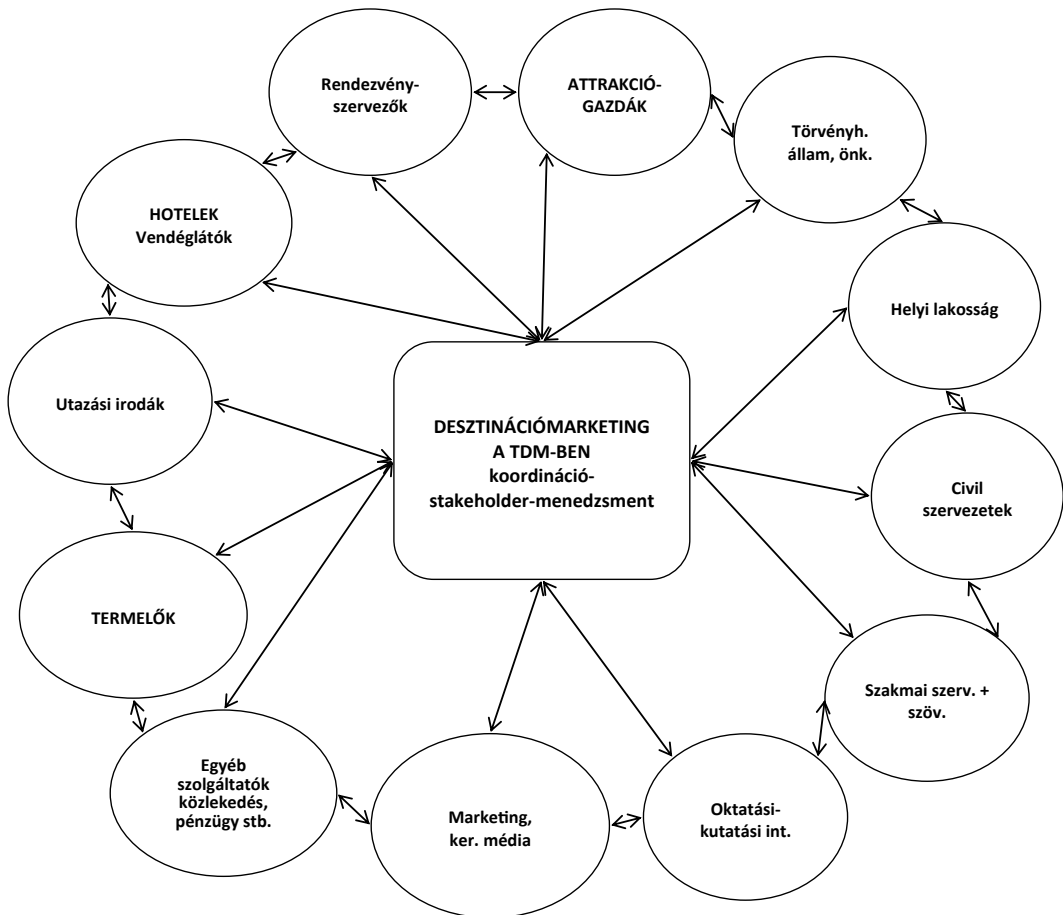 Rendezvény-
szervezők
ATTRAKCIÓ-
GAZDÁK
Törvényh.
állam, önk.
HOTELEK
Vendéglátók
Helyi lakosság
Utazási irodák
DESZTINÁCIÓMARKETING
A TDM-BEN
koordináció-
stakeholder-menedzsment
Civil
szervezetek
TERMELŐK
Szakmai szerv. +
szöv.
Egyéb
szolgáltatók
közlekedés,
pénzügy stb.
Marketing,
ker. média
Oktatási-
kutatási int.